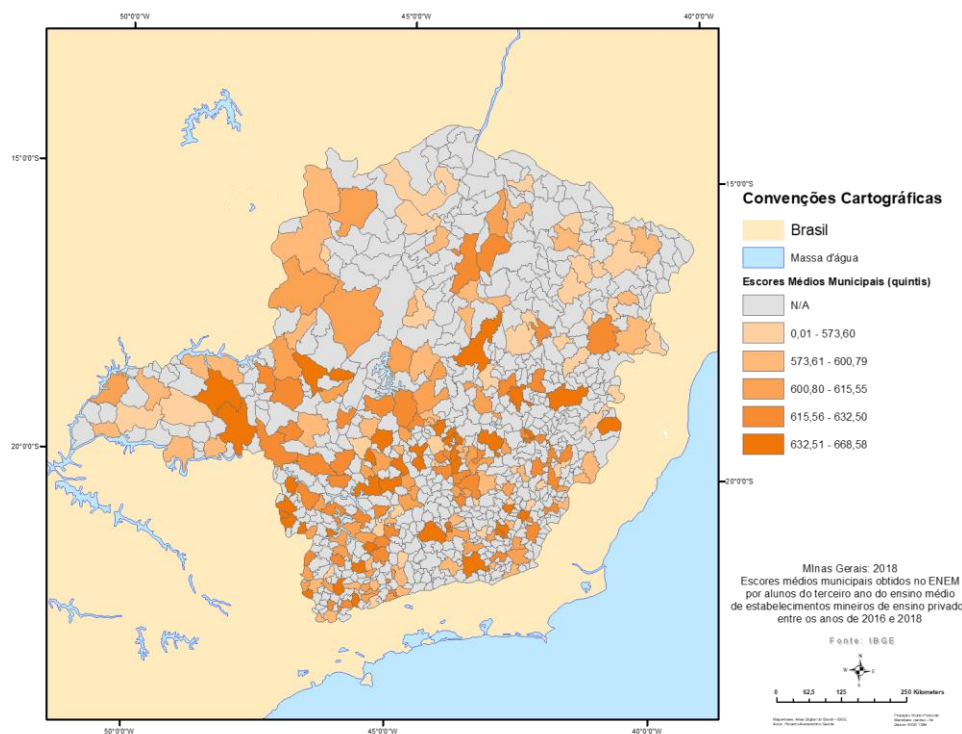 50°0'0"W 45°0'0"W 40°0'0"W
15°0'0"S
15°0'0"S
20°0'0"S
20°0'0"S
50°0'0"W 45°0'0"W 40°0'0"W
Convenções Cartográficas
Brasil
Massa d'água
Escores Médios Municipais (quintis)
N/A
0,01 - 573,60
573,61 - 600,79
600,80 - 615,55
615,56 - 632,50
632,51 - 668,58
MInas Gerais: 2018
Escores médios municipais obtidos no ENEM
por alunos do terceiro ano do ensino médio
de estabelecimentos mineiros de ensino privado
entre os anos de 2016 e 2018
Fonte: IBGE
N
W E
S
0 62,5 125 250 Kilometers